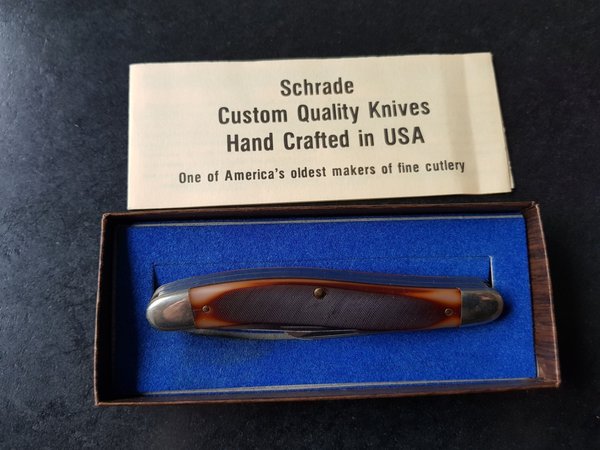 Schrade
Custom Quality Knives
Hand Crafted in USA
One of America's oldest makers of fine cutlery